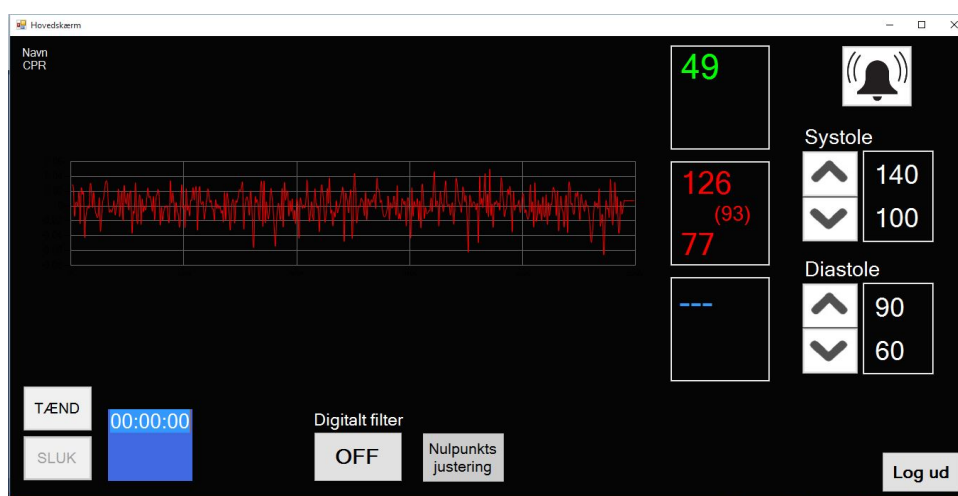 Hovedskærm
Navn
CPR
49
126
(93)
77
---
Systole
140
100
Diastole
90
60
TÆND
SLUK
00:00:00
Digitalt filter
OFF
Nulpunkts
justering
Log ud